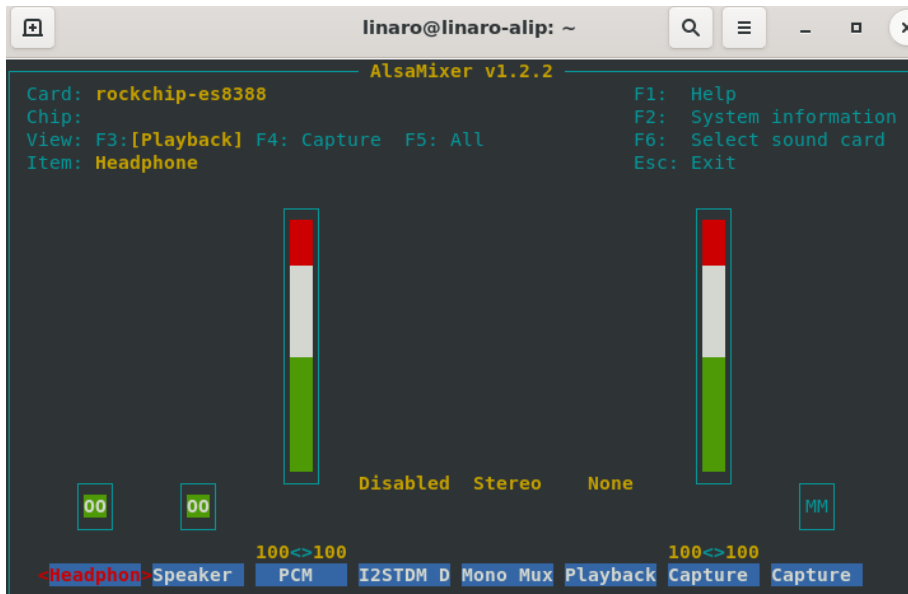 linaro@linaro-alip: ~
AlsaMixer v1.2.2
Card: rockchip-es8388 F1: Help
Chip: F2: System information
View: F3:[Playback] F4: Capture F5: All F6: Select sound card
Item: Headphone Esc: Exit
Disabled Stereo None
OO OO MM
100<>100 100<>100
<Headphon>Speaker PCM I2STDM D Mono Mux Playback Capture Capture